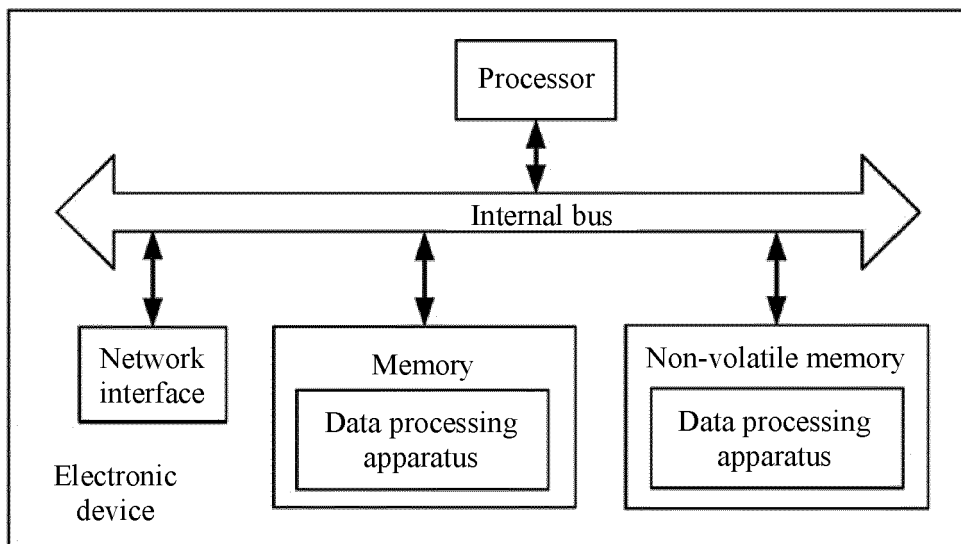 Processor
Internal bus
Network
interface
Memory
Data processing
apparatus
Non-volatile memory
Data processing
apparatus
Electronic
device